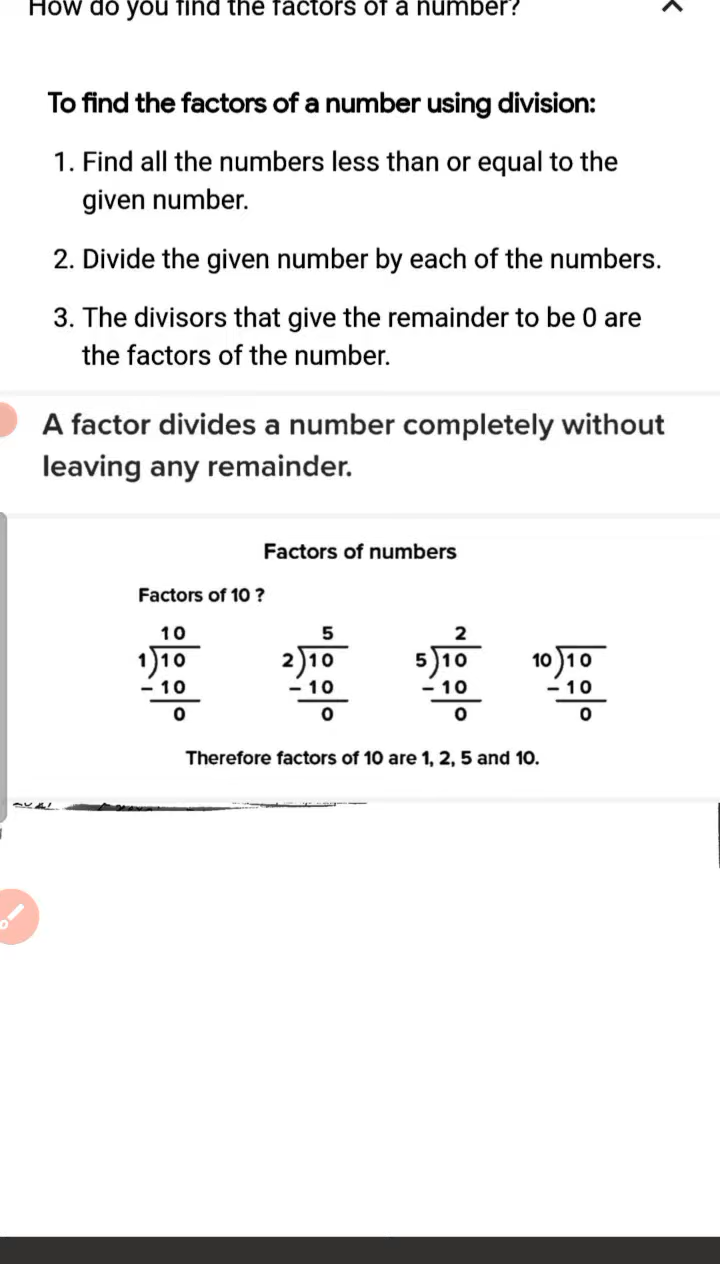 How do you find the factors of a number?
To find the factors of a number using division:
1. Find all the numbers less than or equal to the
given number.
2. Divide the given number by each of the numbers.
3. The divisors that give the remainder to be 0 are
the factors of the number.
A factor divides a number completely without
leaving any remainder.
Factors of numbers
Factors of 10 ?
10 5 2
1)10 2)10 5)10 10)10
- 10 - 10 - 10 - 10
0 0 0 0
Therefore factors of 10 are 1, 2, 5 and 10.